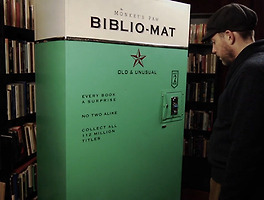 THE MONKEY'S PAW
BIBLIO-MAT
OLD & UNUSUAL
EVERY BOOK
A SURPRISE
NO TWO ALIKE
COLLECT ALL
112 MILLION
TITLES